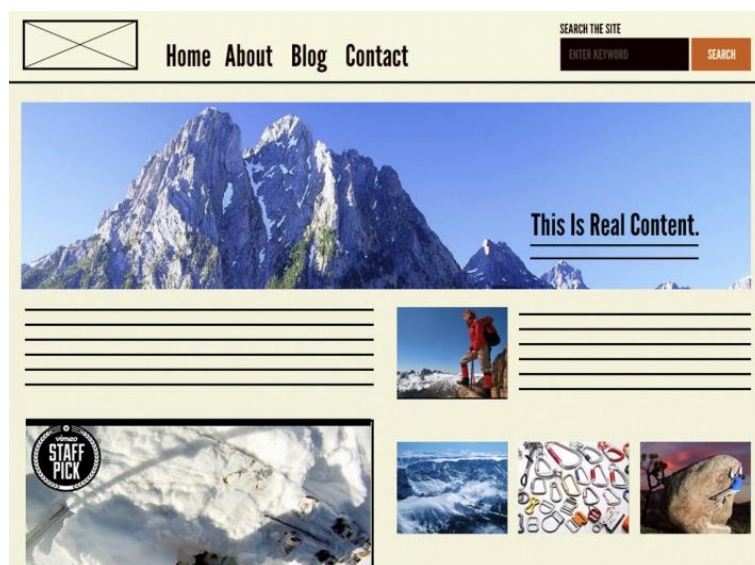 SEARCH THE SITE
Home About Blog Contact
ENTER KEYWORD
SEARCH
This Is Real Content.
vimeo
STAFF
PICK